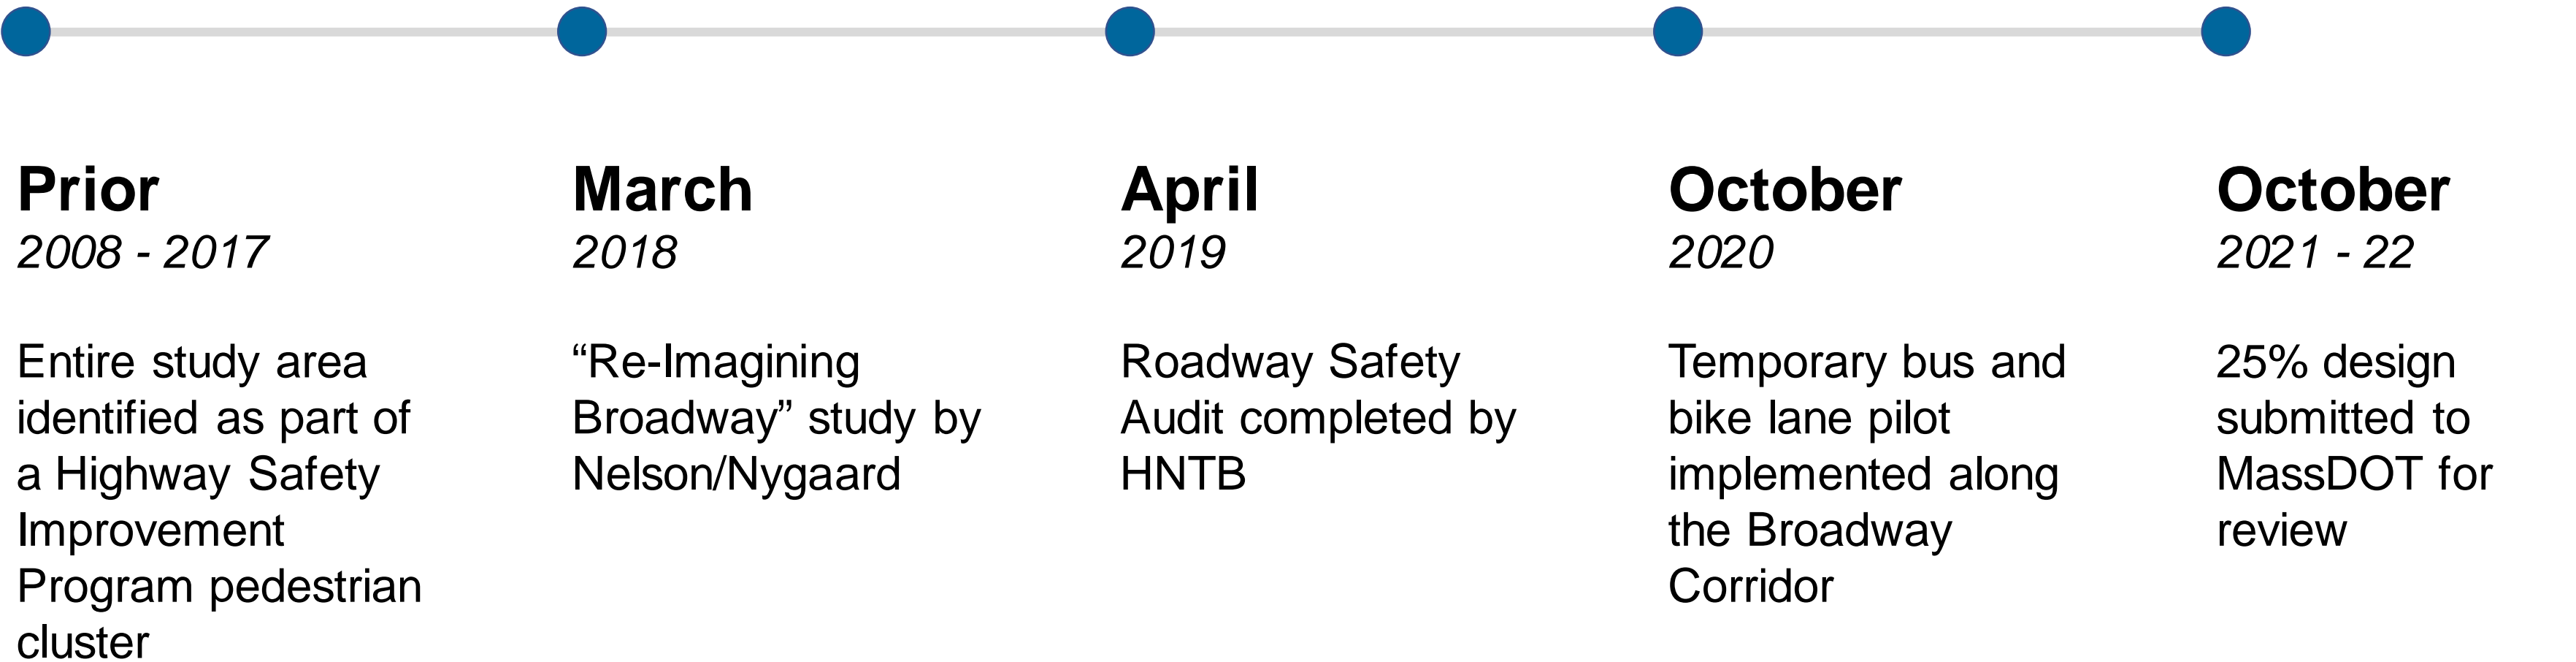 Prior
2008 - 2017
Entire study area
identified as part of
a Highway Safety
Improvement
Program pedestrian
cluster
March
2018
“Re-Imagining
Broadway” study by
Nelson/Nygaard
April
2019
Roadway Safety
Audit completed by
HNTB
October
2020
Temporary bus and
bike lane pilot
implemented along
the Broadway
Corridor
October
2021 - 22
25% design
submitted to
MassDOT for
review